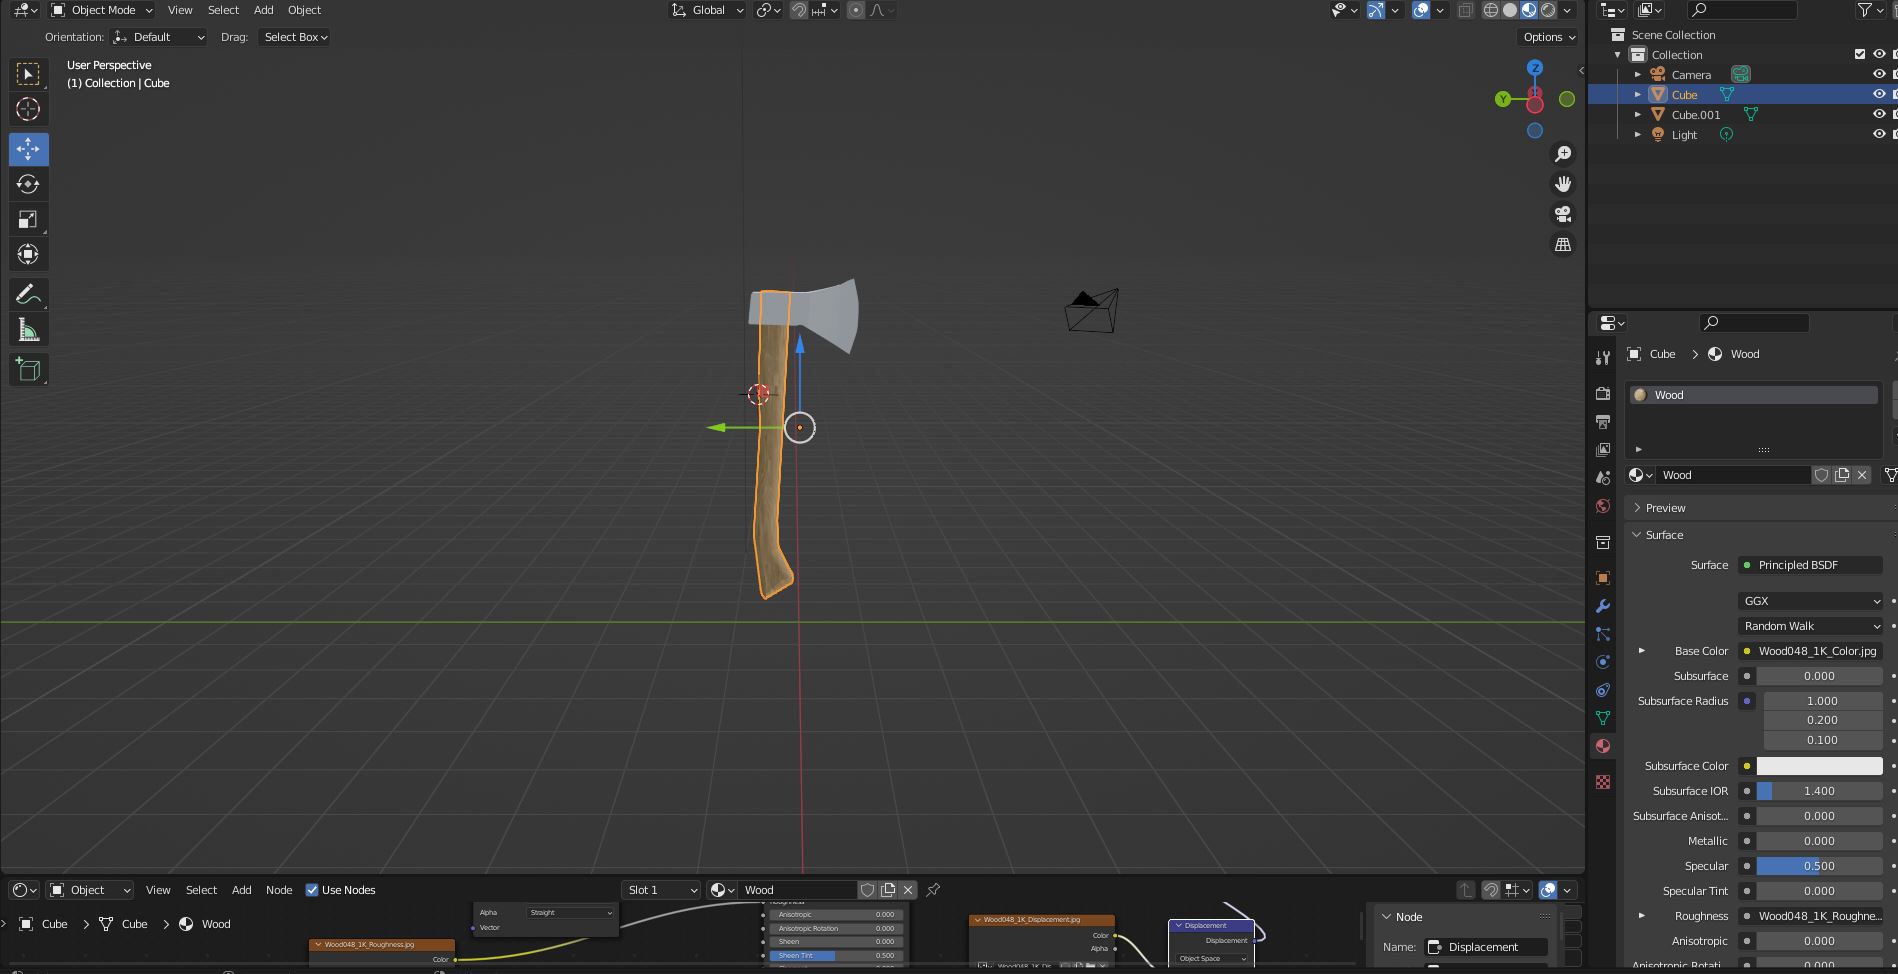 Object Mode View Select Add Object Global
Orientation: Default Drag: Select Box Options
User Perspective
(1) Collection | Cube
Z
Y
Scene Collection
Collection
Camera
Cube
Cube.001
Light
Cube > Wood
Wood
Wood
Preview
Surface
Surface Principled BSDF
GGX
Random Walk
Base Color Wood048_1K_Color.jpg
Subsurface 0.000
Subsurface Radius 1.000
0.200
0.100
Subsurface Color
Subsurface IOR 1.400
Subsurface Anisot... 0.000
Metallic 0.000
Specular 0.500
Specular Tint 0.000
Roughness Wood048_1K_Roughne...
Anisotropic 0.000
Anisotropic Rotati... 0.000
Object View Select Add Node Use Nodes Slot 1 Wood
Cube > Cube > Wood
Alpha Straight
Vector
Wood048_1K_Roughness.jpg
Color
Roughness
Anisotropic 0.000
Anisotropic Rotation 0.000
Sheen 0.000
Sheen Tint 0.500
Wood048_1K_Displacement.jpg
Color
Alpha
Wood048_1K_Dis...
Displacement
Displacement
Object Space
Node
Name: Displacement